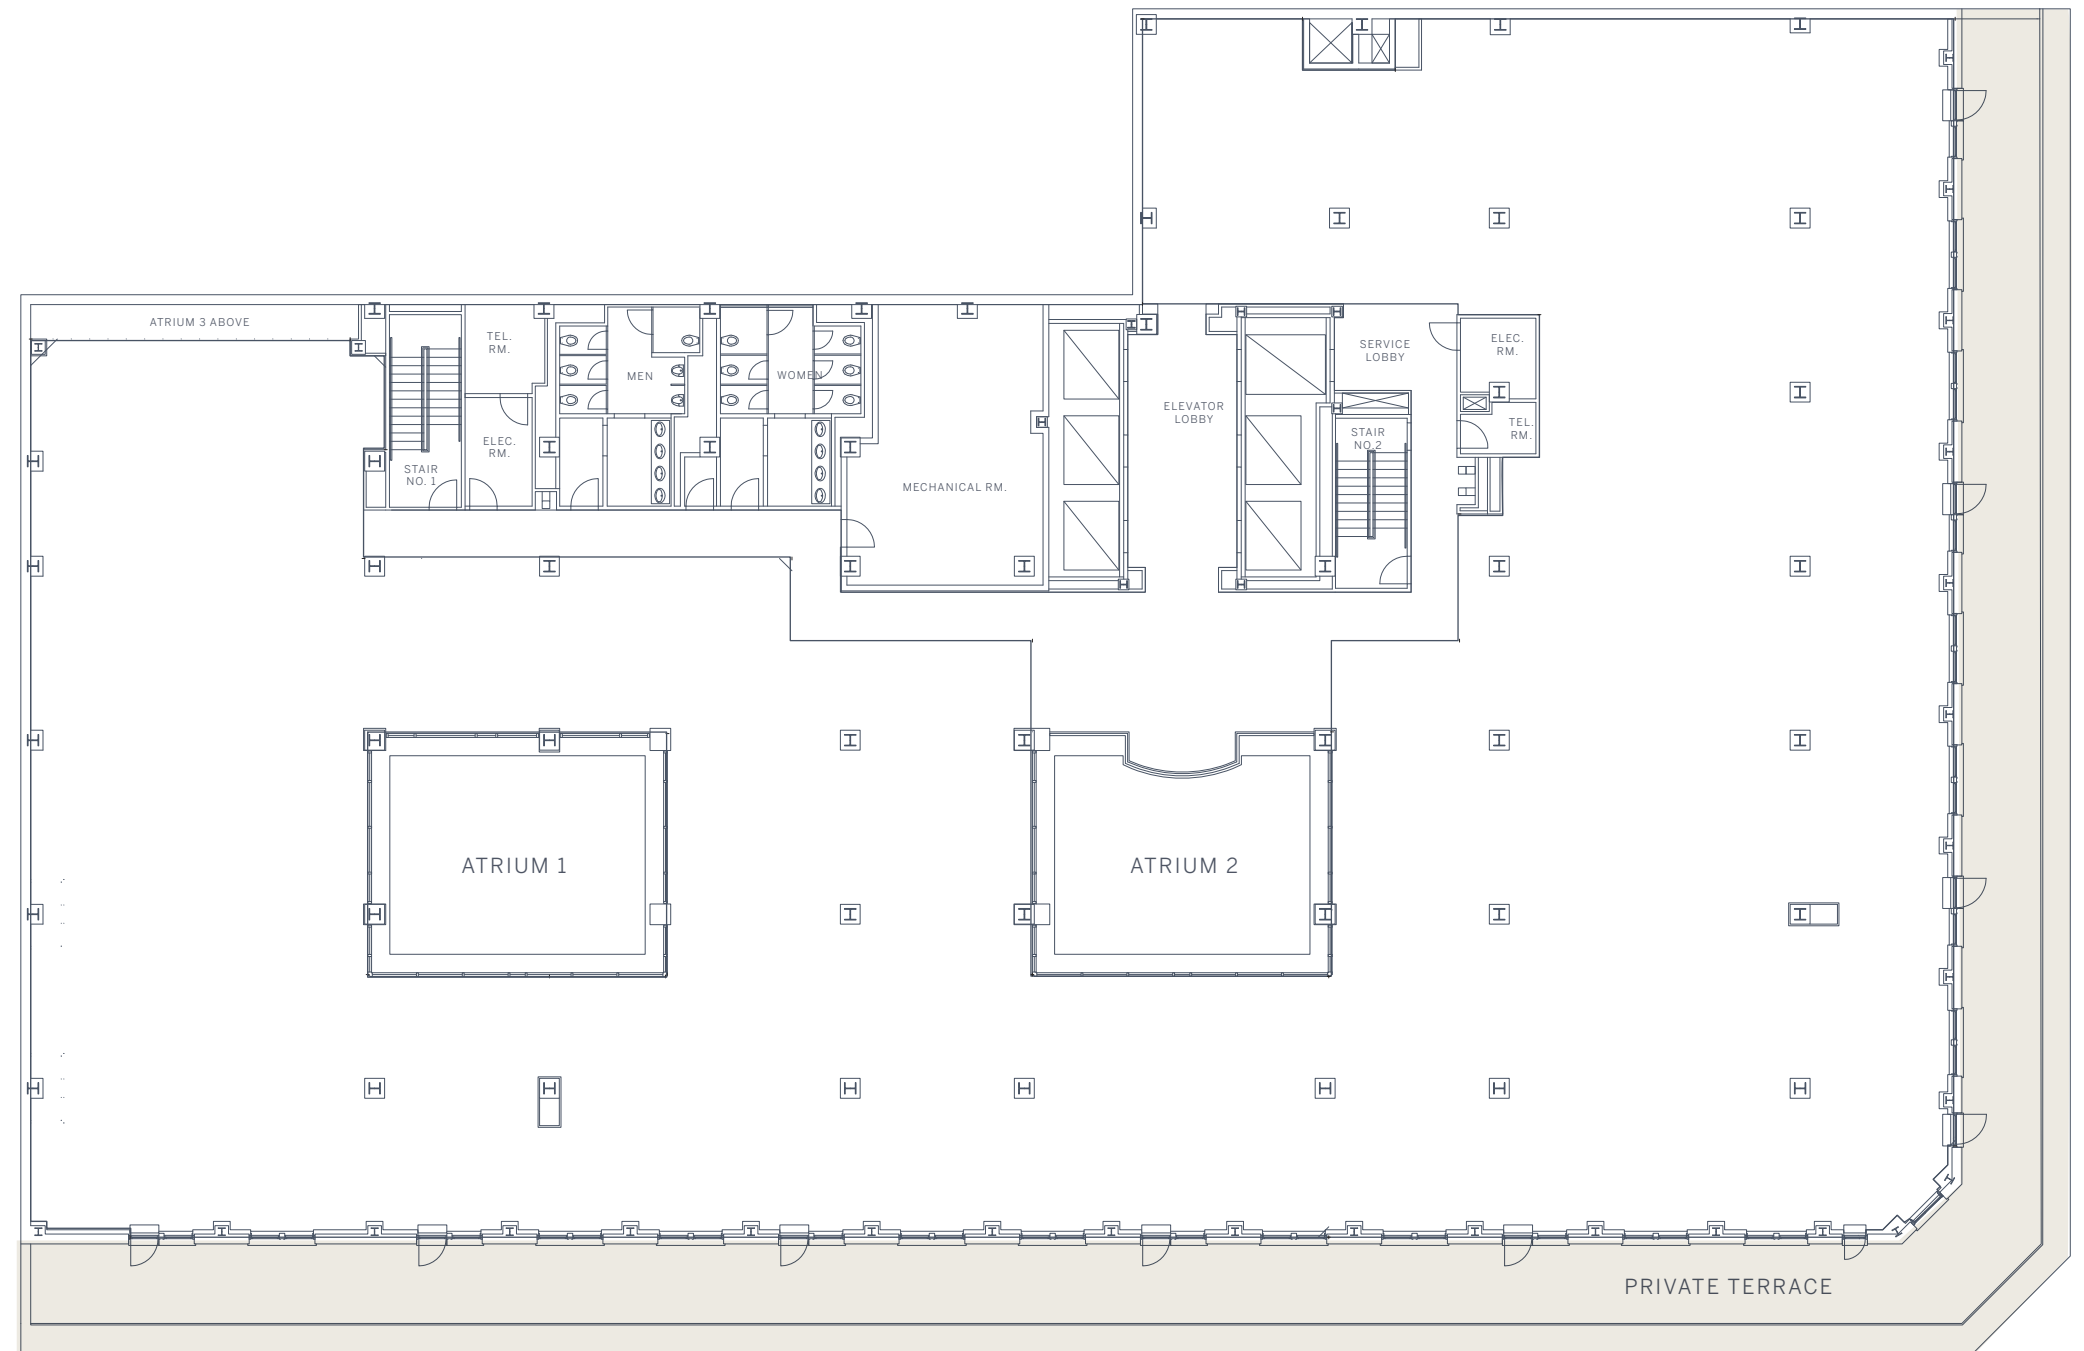 ATRIUM 3 ABOVE
TEL.
RM.
MEN
WOMEN
ELEC.
RM.
STAIR
NO. 1
MECHANICAL RM.
ELEVATOR
LOBBY
SERVICE
LOBBY
ELEC.
RM.
TEL.
RM.
STAIR
NO.2
ATRIUM 1
ATRIUM 2
PRIVATE TERRACE